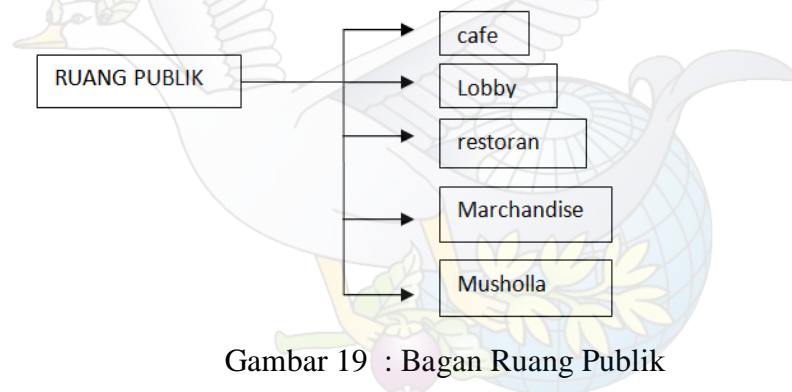 cafe
RUANG PUBLIK
Lobby
restoran
Marchandise
Musholla
Gambar 19 : Bagan Ruang Publik